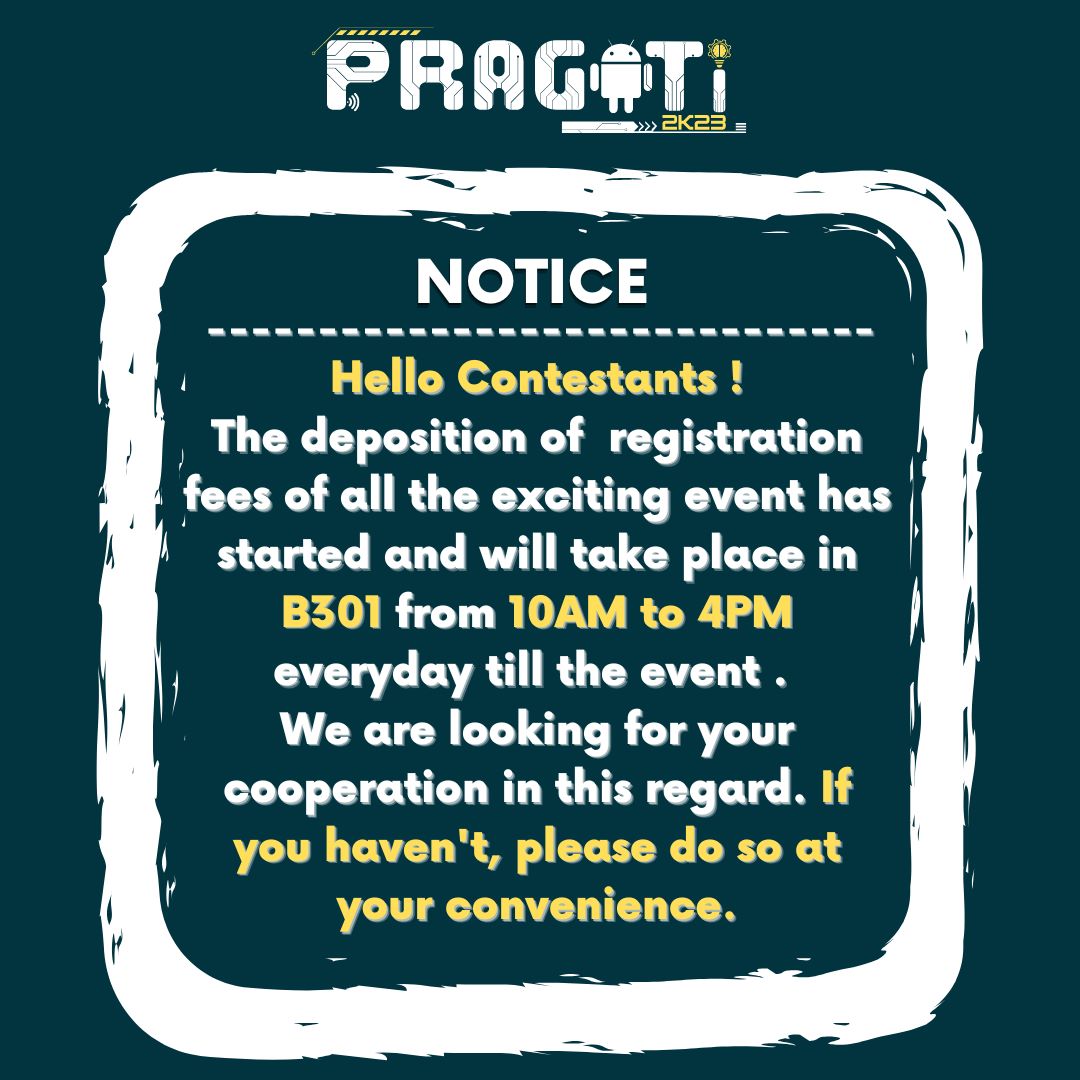 PRAGATI
2K23
NOTICE
-------------------------------
Hello Contestants !
The deposition of registration
fees of all the exciting event has
started and will take place in
B301 from 10AM to 4PM
everyday till the event .
We are looking for your
cooperation in this regard. If
you haven't, please do so at
your convenience.